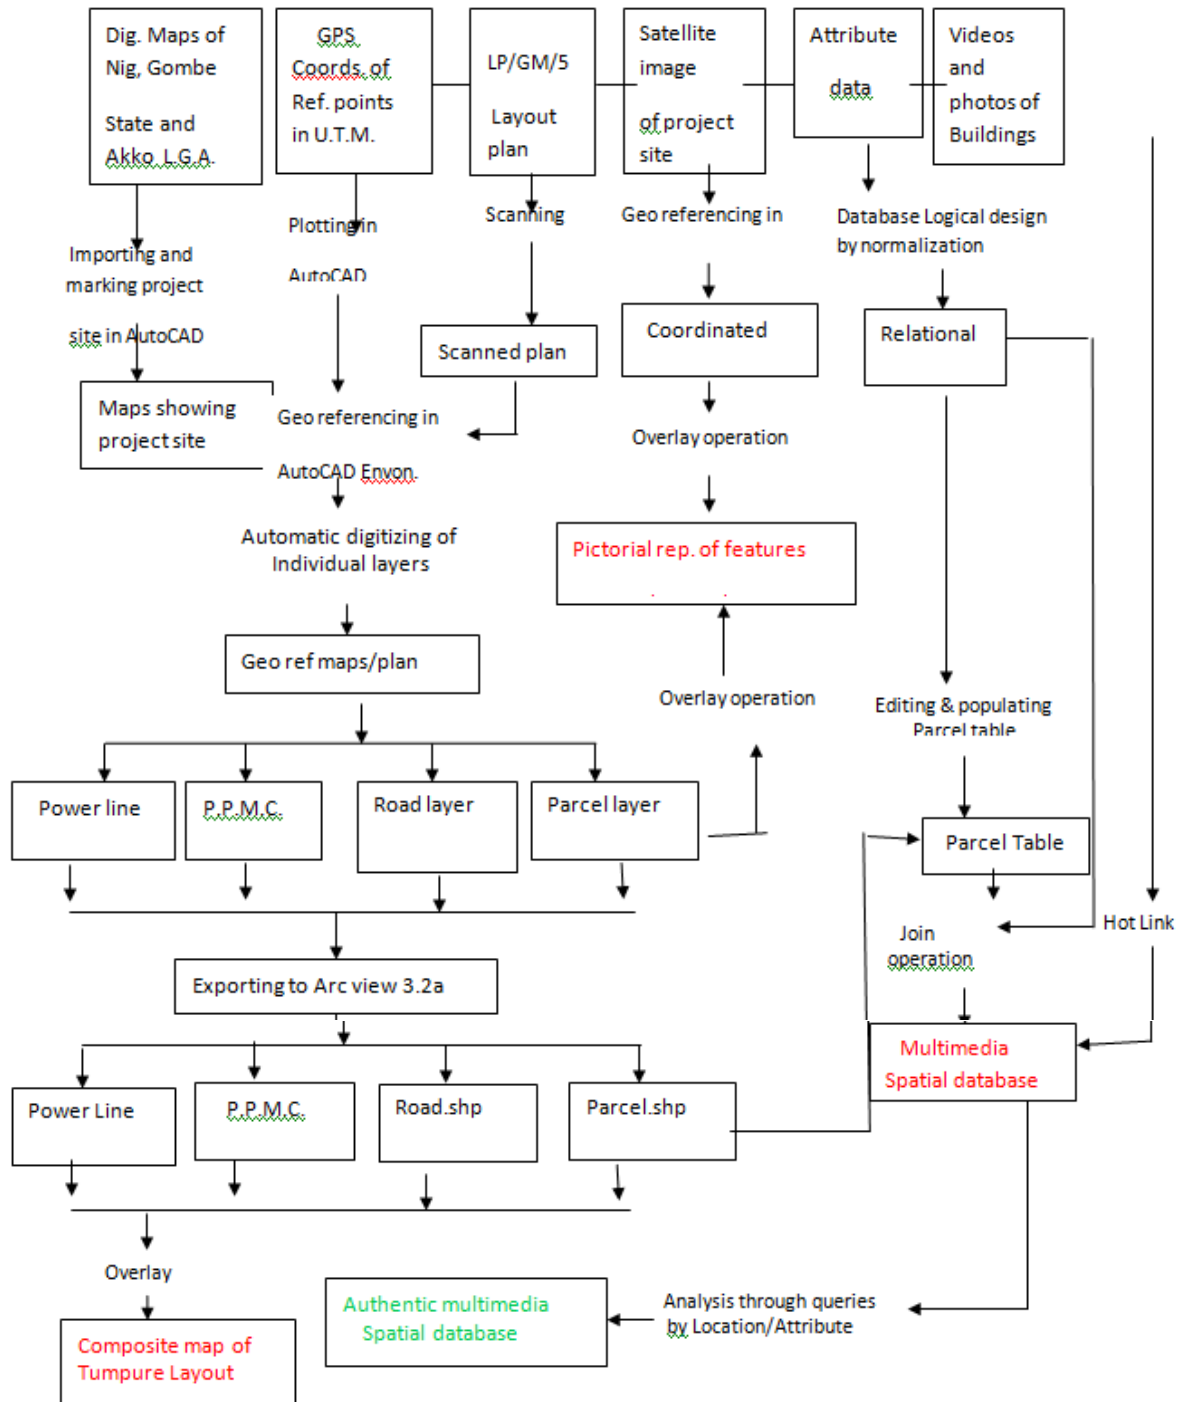 Dig. Maps of
Nig, Gombe
State and
Akko L.G.A.
GPS
Coords. of
Ref. points
in U.T.M.
LP/GM/5
Layout
plan
Satellite
image
of project
site
Attribute
data
Videos
and
photos of
Buildings
Importing and
marking project
site in AutoCAD
Plotting in
AutoCAD
Scanning
Geo referencing in
Database Logical design
by normalization
Maps showing
project site
Scanned plan
Coordinated
Relational
Geo referencing in
AutoCAD Envon.
Overlay operation
Automatic digitizing of
Individual layers
Pictorial rep. of features
Geo ref maps/plan
Overlay operation
Editing & populating
Parcel table
Power line
P.P.M.C.
Road layer
Parcel layer
Parcel Table
Join
operation
Hot Link
Exporting to Arc view 3.2a
Multimedia
Spatial database
Power Line
P.P.M.C.
Road.shp
Parcel.shp
Overlay
Composite map of
Tumpure Layout
Authentic multimedia
Spatial database
Analysis through queries
by Location/Attribute